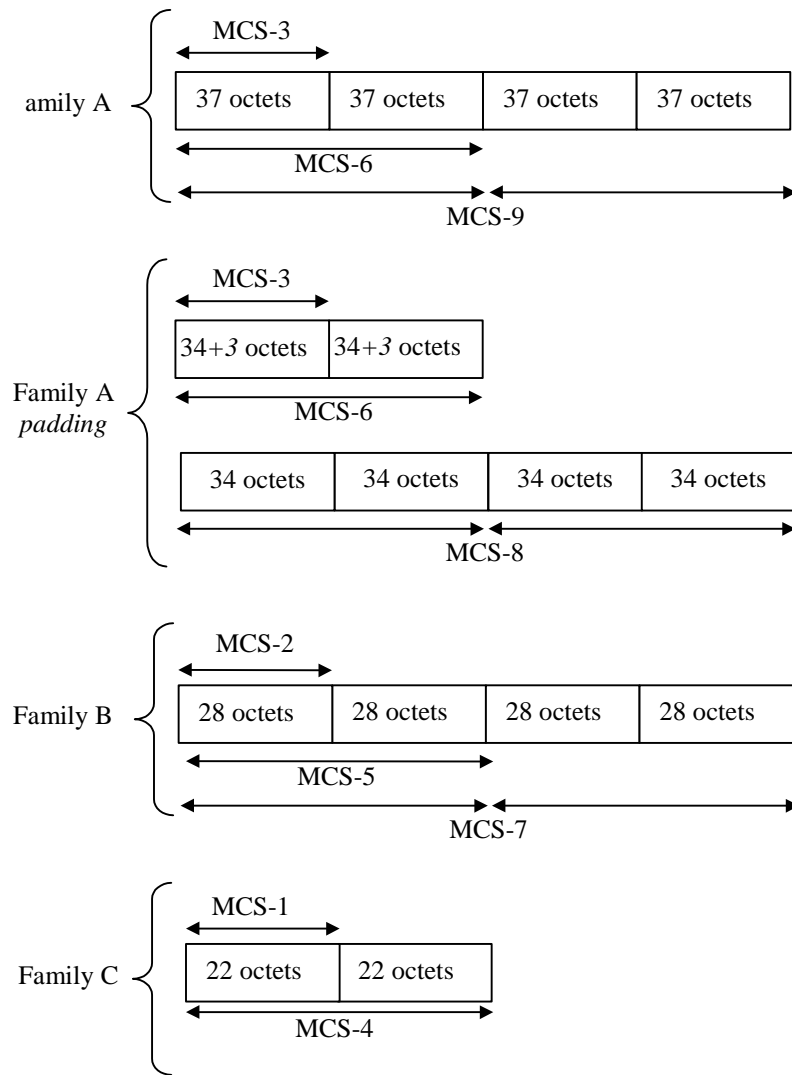 MCS-3
amily A
37 octets 37 octets 37 octets 37 octets
MCS-6
MCS-9
MCS-3
34+3 octets 34+3 octets
Family A
padding
MCS-6
34 octets 34 octets 34 octets 34 octets
MCS-8
MCS-2
Family B
28 octets 28 octets 28 octets 28 octets
MCS-5
MCS-7
MCS-1
Family C
22 octets 22 octets
MCS-4